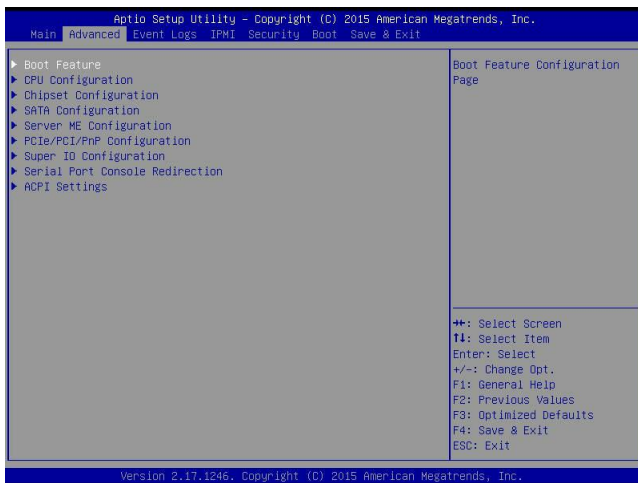 Aptio Setup Utility – Copyright (C) 2015 American Megatrends, Inc.
Main Advanced Event Logs IPMI Security Boot Save & Exit
Boot Feature
CPU Configuration
Chipset Configuration
SATA Configuration
Server ME Configuration
PCIe/PCI/PnP Configuration
Super IO Configuration
Serial Port Console Redirection
ACPI Settings
Boot Feature Configuration
Page
→←: Select Screen
↑↓: Select Item
Enter: Select
+/-: Change Opt.
F1: General Help
F2: Previous Values
F3: Optimized Defaults
F4: Save & Exit
ESC: Exit
Version 2.17.1246. Copyright (C) 2015 American Megatrends, Inc.